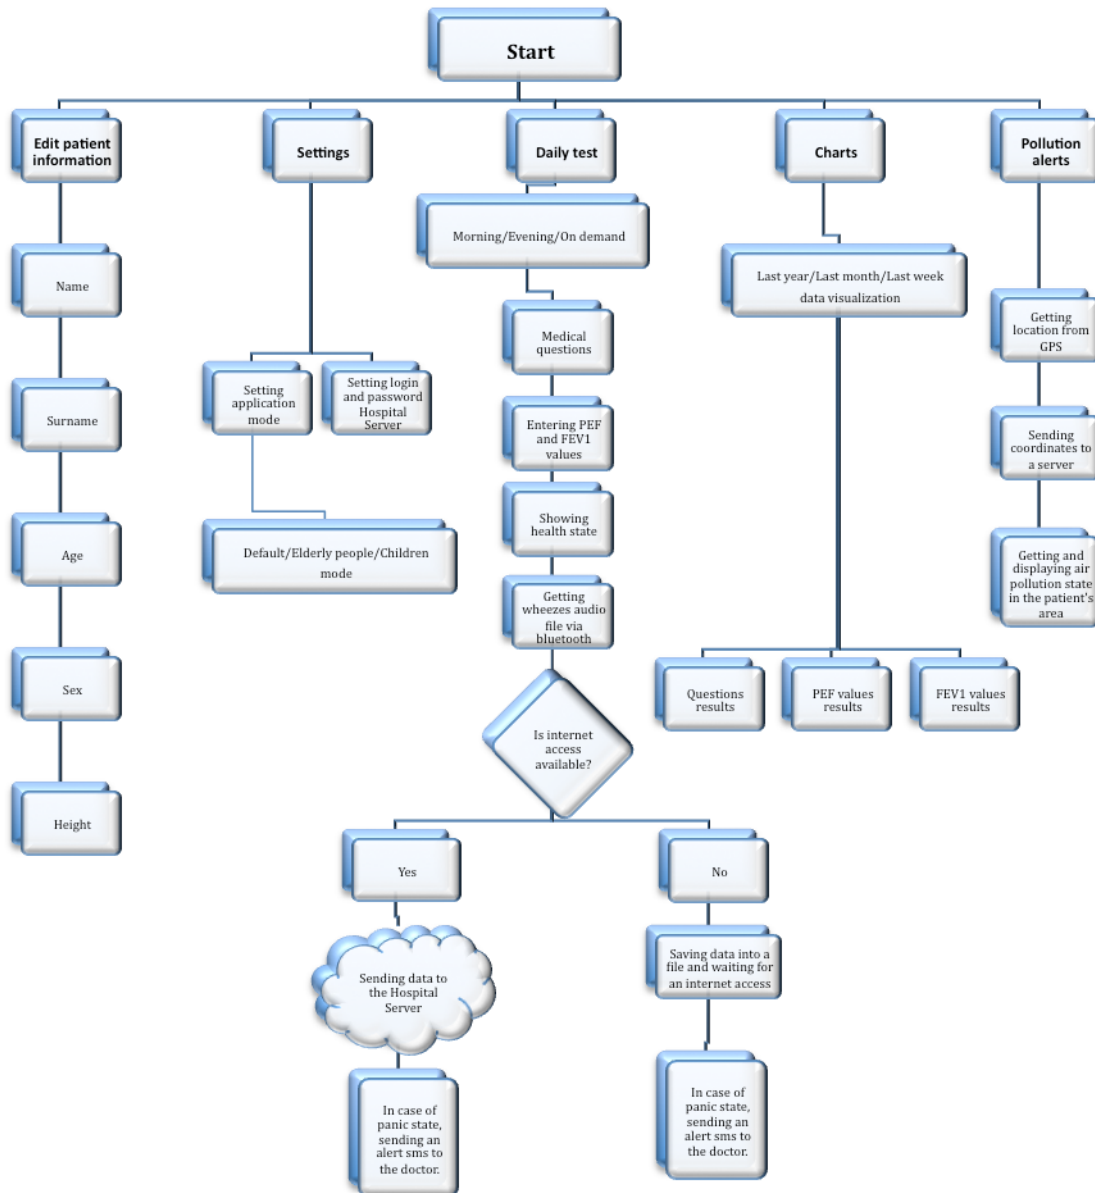 Start
Edit patient
information
Settings
Daily test
Charts
Pollution
alerts
Morning/Evening/On demand
Name
Last year/Last month/Last week
data visualization
Medical
questions
Getting
location from
GPS
Setting
application
mode
Setting login
and password
Hospital
Server
Surname
Entering PEF
and FEV1
values
Sending
coordinates to
a server
Showing
health state
Default/Elderly people/Children
mode
Age
Getting and
displaying air
pollution state
in the patient's
area
Getting
wheezes audio
file via
bluetooth
Sex
Questions
results
PEF values
results
FEV1 values
results
Is internet
access
available?
Height
Yes
No
Sending data to
the Hospital
Server
Saving data into a
file and waiting for
an internet access
In case of
panic state,
sending an
alert sms to
the doctor.
In case of
panic state,
sending an
alert sms to
the doctor.